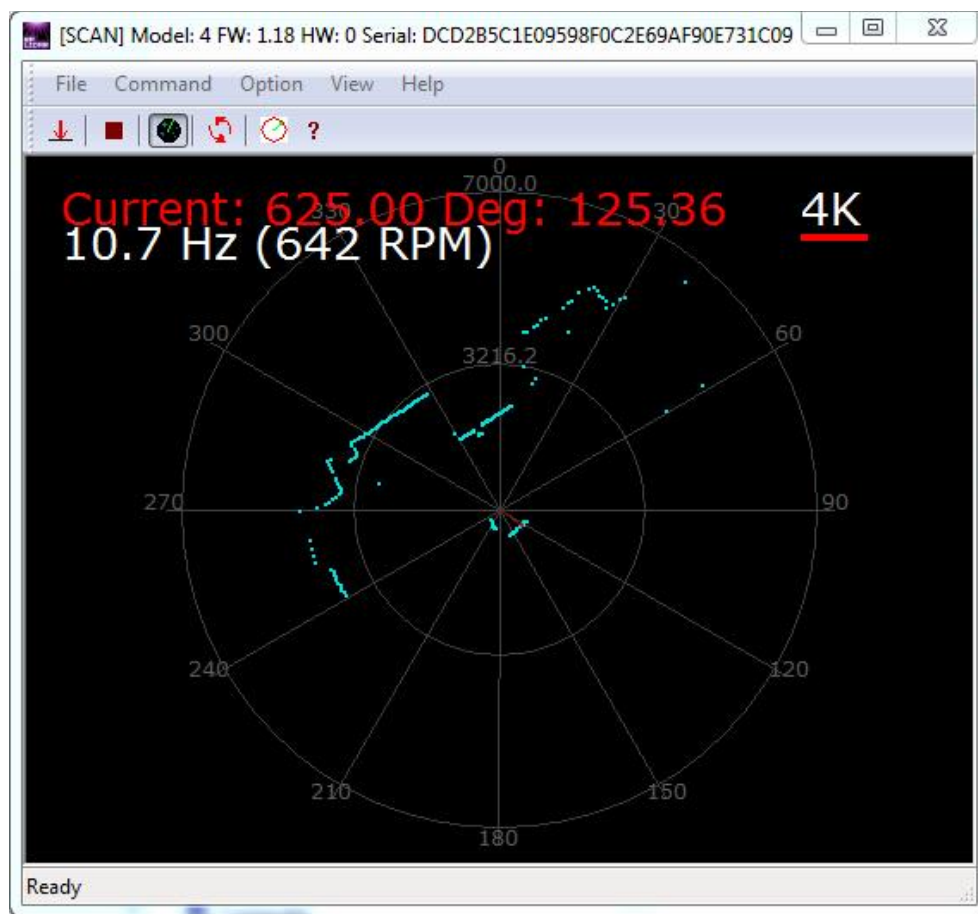 [SCAN] Model: 4 FW: 1.18 HW: 0 Serial: DCD2B5C1E09598F0C2E69AF90E731C09
File Command Option View Help
?
0
7000.0
Current: 625.00 Deg: 125.36
4K
330
30
10.7 Hz (642 RPM)
300
60
3216.2
270
90
240
120
210
150
180
Ready